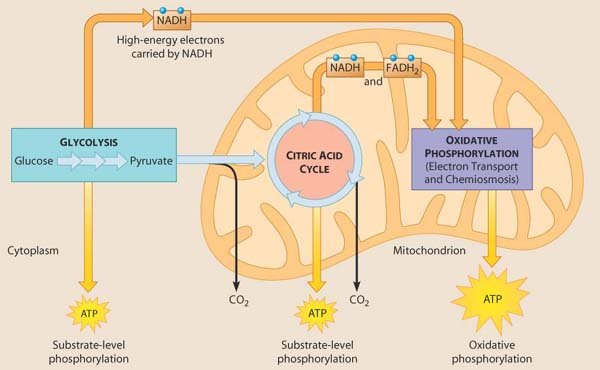 NADH
High-energy electrons
carried by NADH
NADH
and
FADH₂
GLYCOLYSIS
Glucose
Pyruvate
CITRIC ACID
CYCLE
OXIDATIVE
PHOSPHORYLATION
(Electron Transport
and Chemiosmosis)
Cytoplasm
Mitochondrion
CO₂
CO₂
ATP
ATP
ATP
Substrate-level
phosphorylation
Substrate-level
phosphorylation
Oxidative
phosphorylation